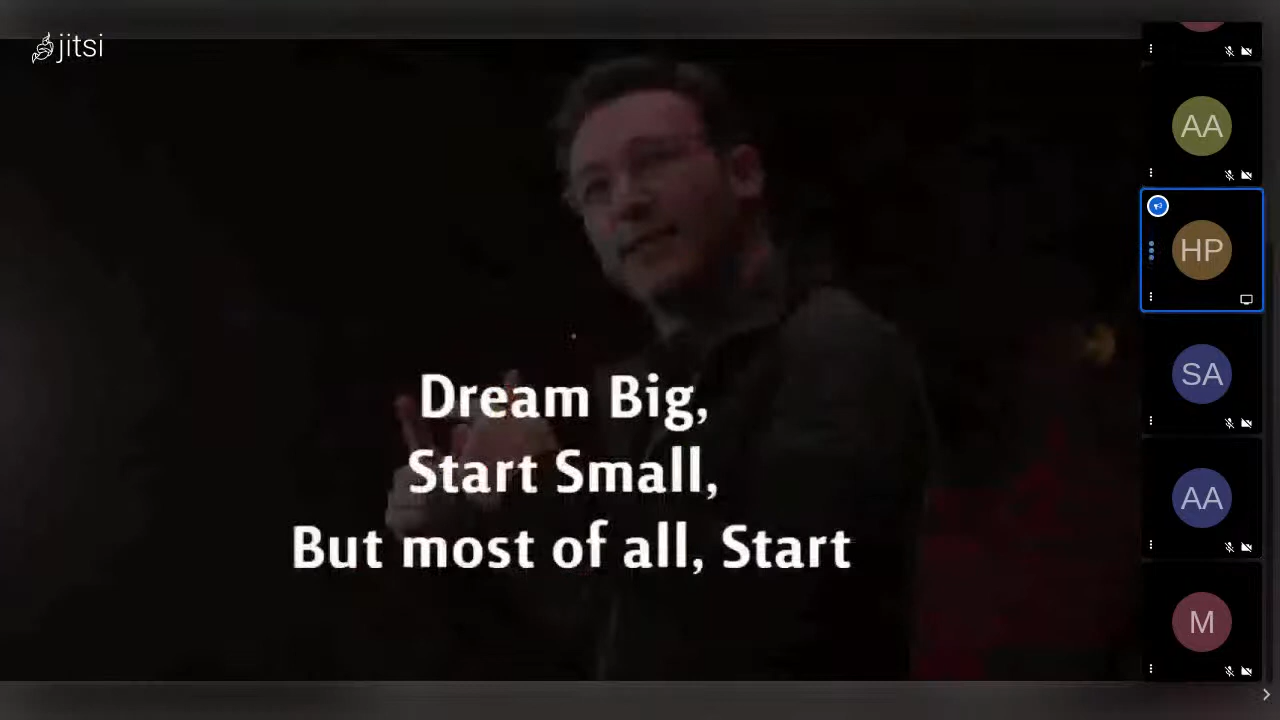 jitsi
Dream Big,
Start Small,
But most of all, Start
AA
HP
SA
AA
M